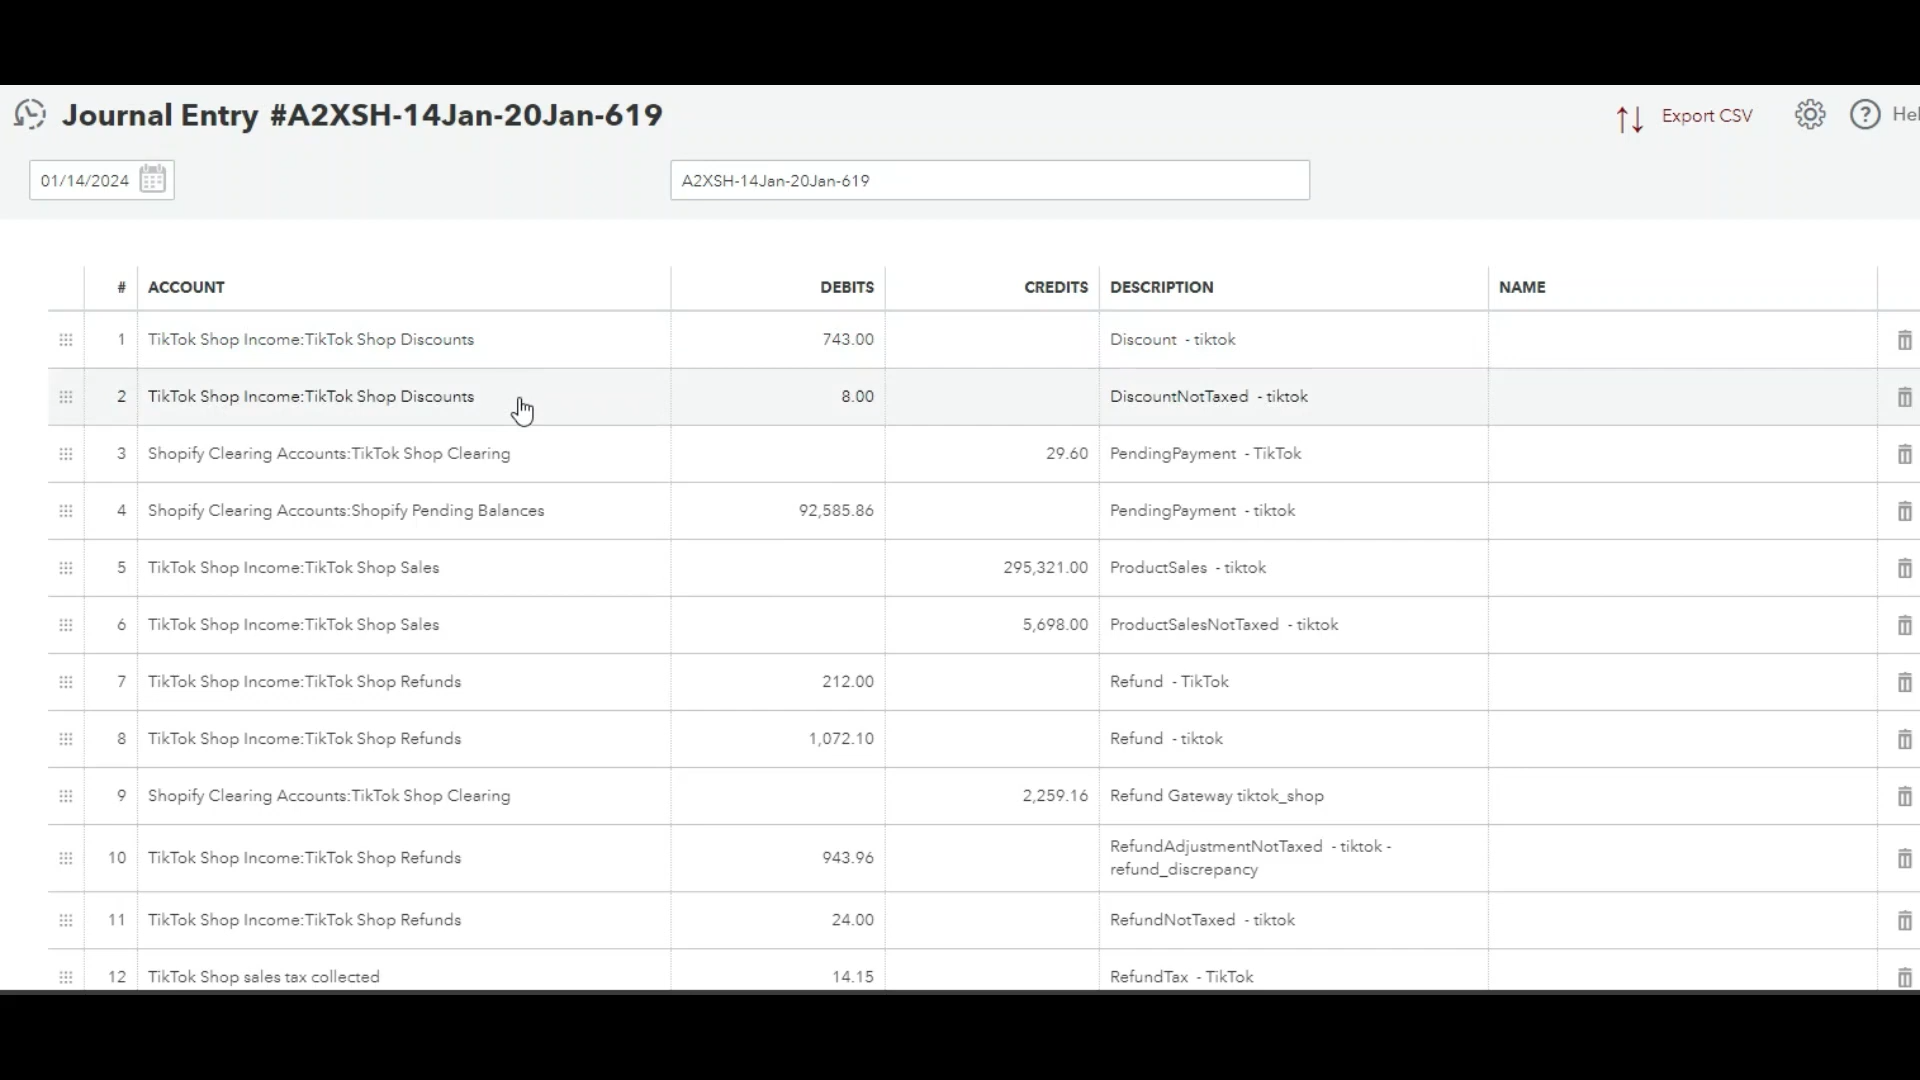 Journal Entry #A2XSH-14Jan-20Jan-619
Export CSV
Hel
01/14/2024
A2XSH-14Jan-20Jan-619
# ACCOUNT DEBITS CREDITS DESCRIPTION NAME
1 TikTok Shop Income:TikTok Shop Discounts 743.00 Discount - tiktok
2 TikTok Shop Income:TikTok Shop Discounts 8.00 DiscountNotTaxed - tiktok
3 Shopify Clearing Accounts:TikTok Shop Clearing 29.60 PendingPayment - TikTok
4 Shopify Clearing Accounts:Shopify Pending Balances 92,585.86 PendingPayment - tiktok
5 TikTok Shop Income:TikTok Shop Sales 295,321.00 ProductSales - tiktok
6 TikTok Shop Income:TikTok Shop Sales 5,698.00 ProductSalesNotTaxed - tiktok
7 TikTok Shop Income:TikTok Shop Refunds 212.00 Refund - TikTok
8 TikTok Shop Income:TikTok Shop Refunds 1,072.10 Refund - tiktok
9 Shopify Clearing Accounts:TikTok Shop Clearing 2,259.16 Refund Gateway tiktok_shop
10 TikTok Shop Income:TikTok Shop Refunds 943.96 RefundAdjustmentNotTaxed - tiktok -
refund_discrepancy
11 TikTok Shop Income:TikTok Shop Refunds 24.00 RefundNotTaxed - tiktok
12 TikTok Shop sales tax collected 14.15 RefundTax - TikTok